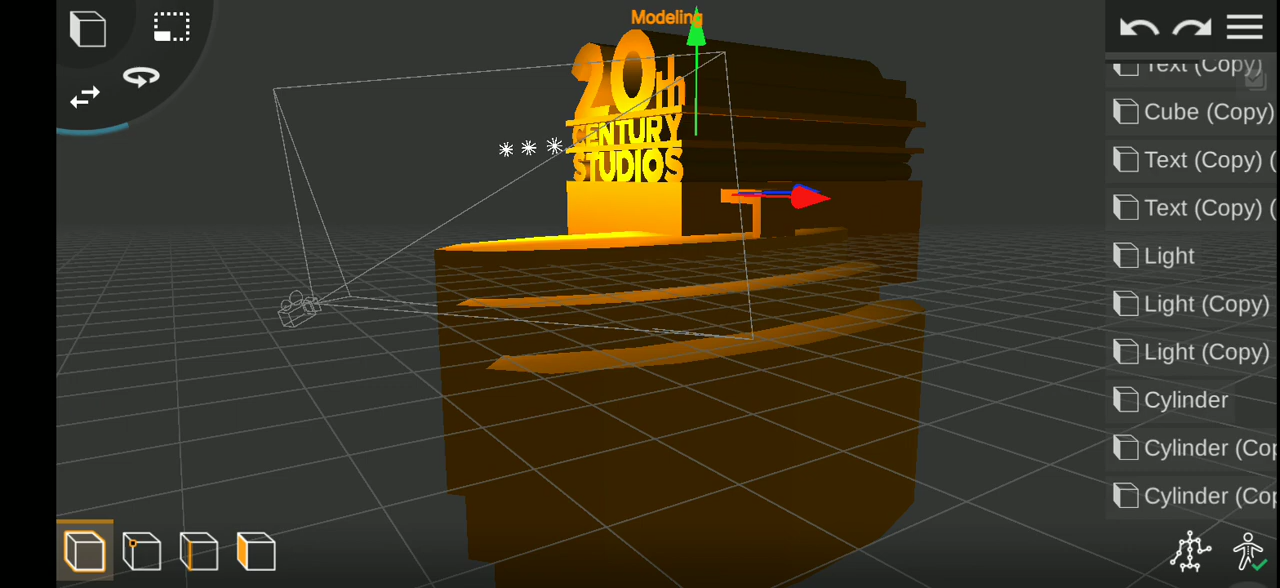 Modeling
20th
CENTURY
STUDIOS
Text (Copy)
Cube (Copy)
Text (Copy) (
Text (Copy) (
Light
Light (Copy)
Light (Copy)
Cylinder
Cylinder (Cop
Cylinder (Cop